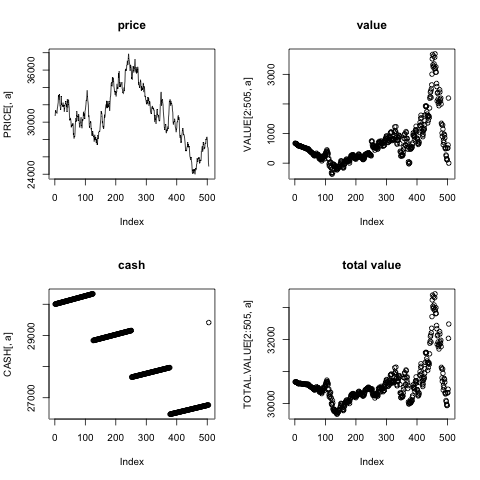 price
PRICE[, a]
24000 30000 36000
0 100 200 300 400 500
Index
value
VALUE[2:505, a]
0 1000 3000
0 100 200 300 400 500
Index
cash
CASH[, a]
27000 29000
0 100 200 300 400 500
Index
total value
TOTAL.VALUE[2:505, a]
30000 32000
0 100 200 300 400 500
Index